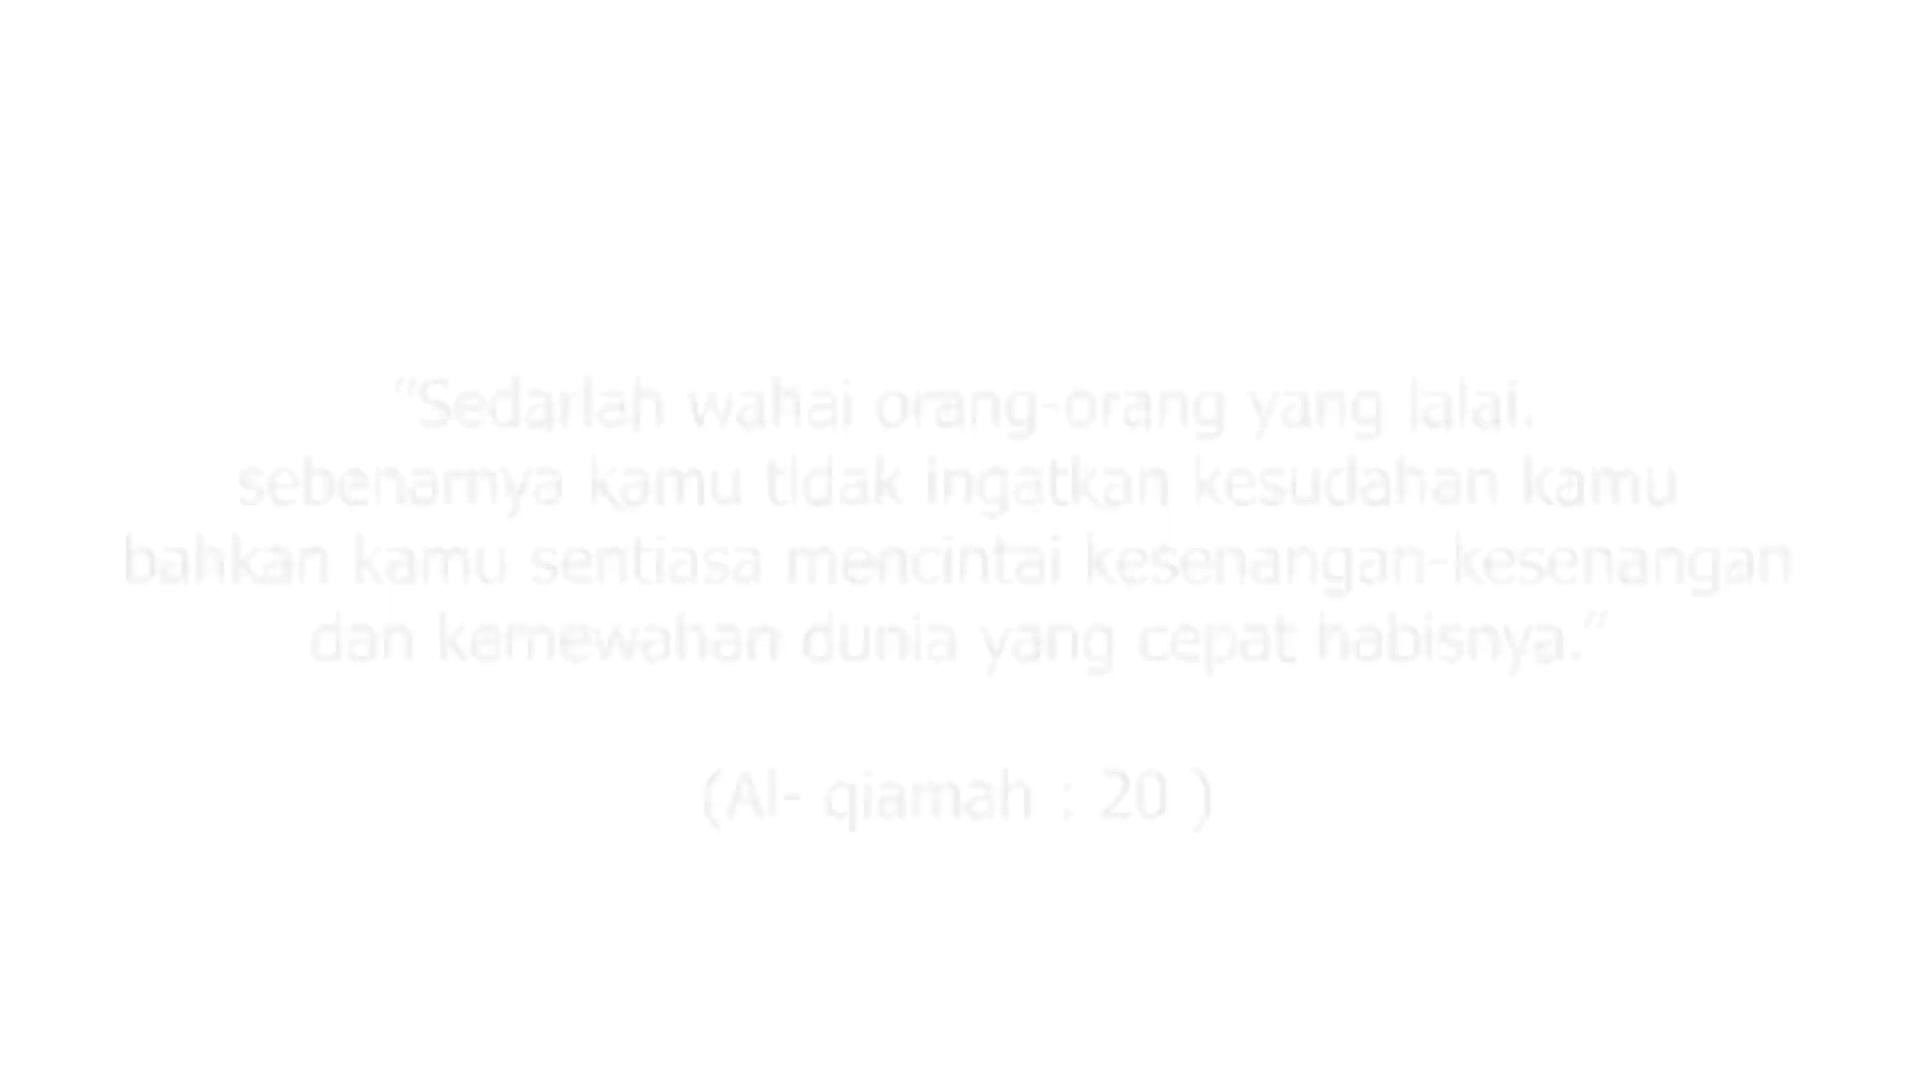 "Sedarlah wahai orang-orang yang lalai.
sebenarnya kamu tidak ingatkan kesudahan kamu
bahkan kamu sentiasa mencintai kesenangan-kesenangan
dan kemewahan dunia yang cepat habisnya."
(Al- qiamah : 20 )